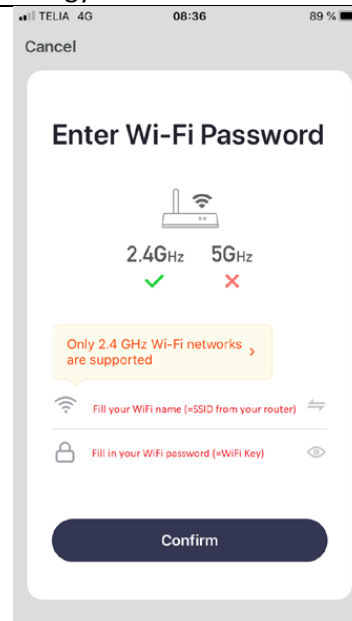 TELIA 4G 08:36 89 %
Cancel
Enter Wi-Fi Password
2.4GHz 5GHz
Only 2.4 GHz Wi-Fi networks
are supported
Fill your WiFi name (=SSID from your router)
Fill in your WiFi password (=WiFi Key)
Confirm